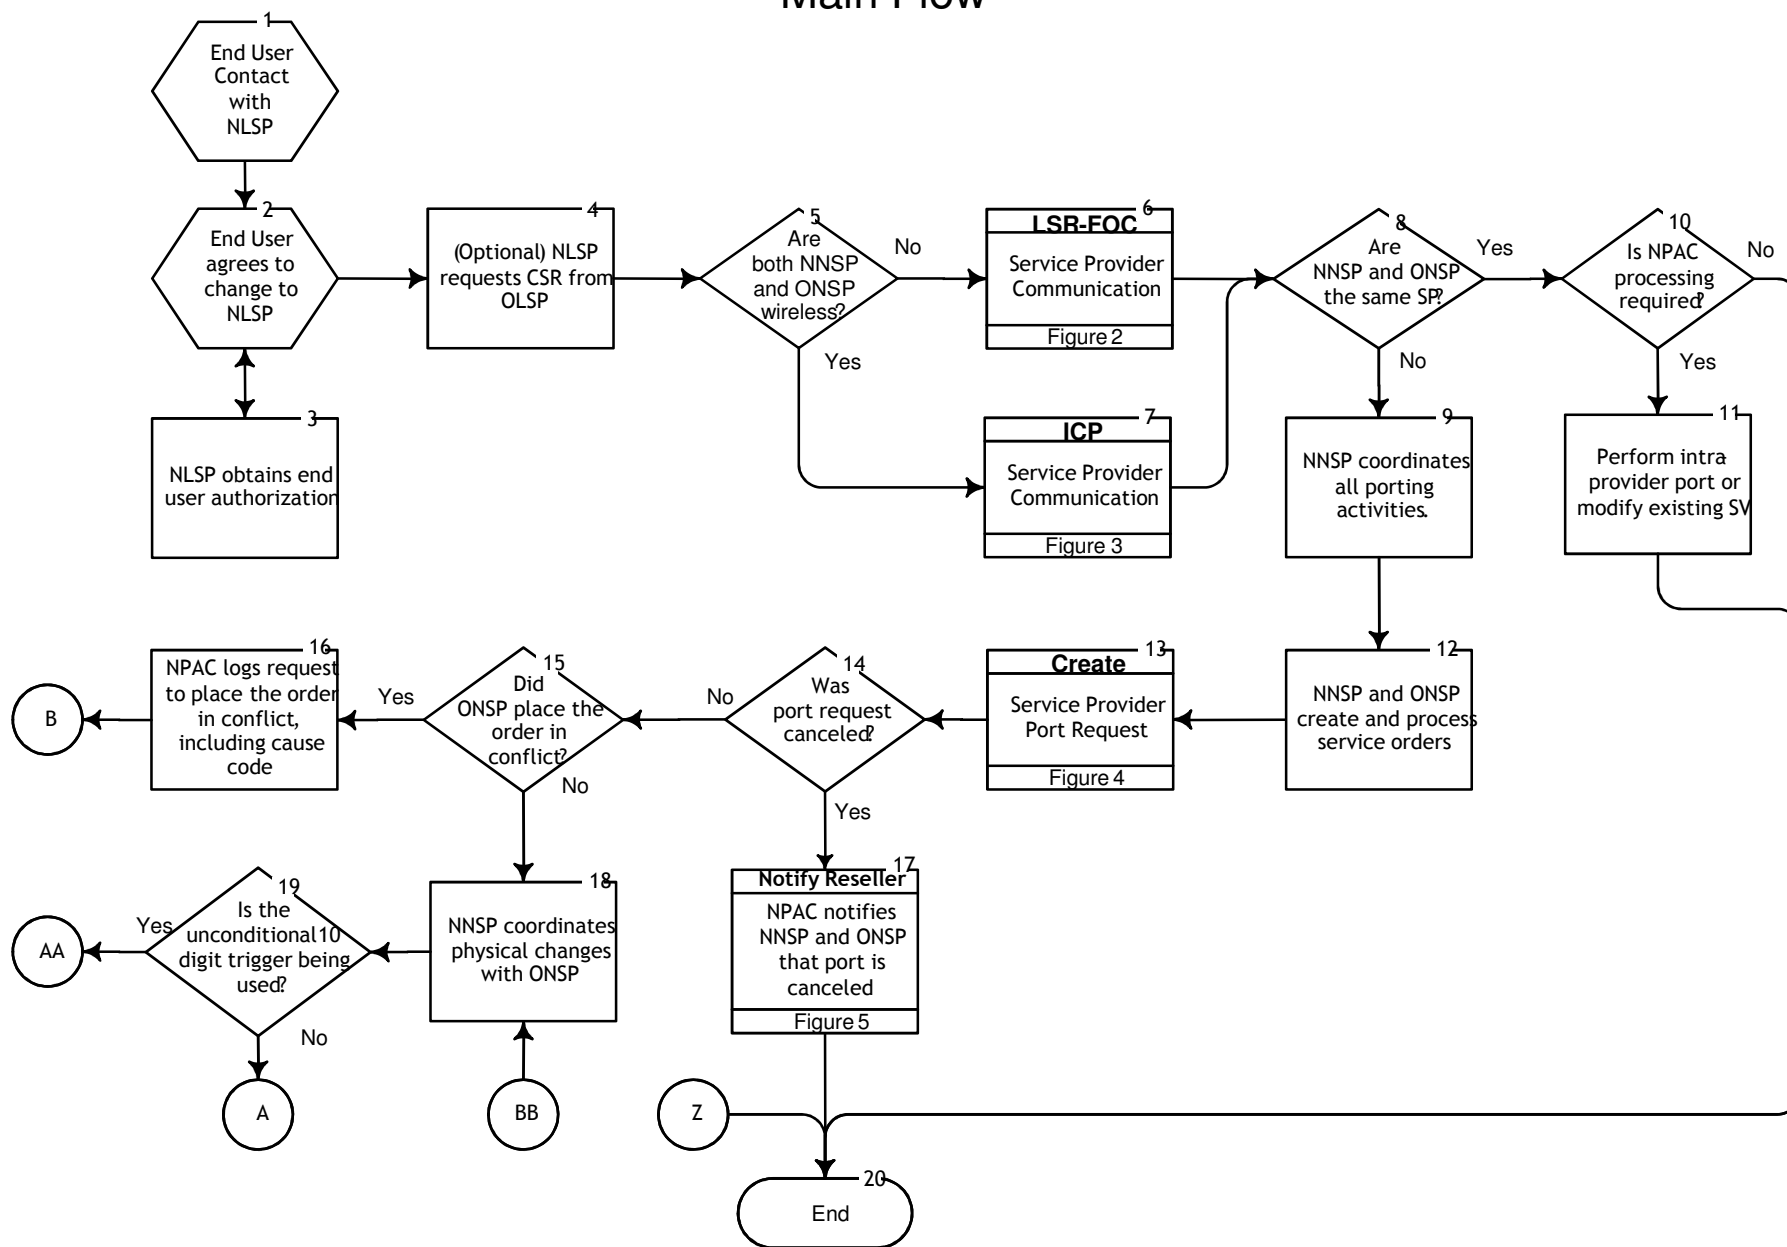 Main Flow
1
End User
Contact
with
NLSP
2
End User
agrees to
change to
NLSP
3
NLSP obtains end
user authorization
4
(Optional) NLSP
requests CSR from
OLSP
5
Are
both NNSP
and ONSP
wireless?
No
Yes
6
LSR-FOC
Service Provider
Communication
Figure 2
7
ICP
Service Provider
Communication
Figure 3
8
Are
NNSP and ONSP
the same SP?
Yes
No
9
NNSP coordinates
all porting
activities.
10
Is NPAC
processing
required?
No
Yes
11
Perform intra-
provider port or
modify existing SV
12
NNSP and ONSP
create and process
service orders
13
Create
Service Provider
Port Request
Figure 4
14
Was
port request
canceled?
No
Yes
15
Did
ONSP place the
order in
conflict?
Yes
No
16
NPAC logs request
to place the order
in conflict,
including cause
code
B
17
Notify Reseller
NPAC notifies
NNSP and ONSP
that port is
canceled
Figure 5
18
NNSP coordinates
physical changes
with ONSP
19
Is the
unconditional 10
digit trigger being
used?
Yes
No
AA
A
BB
Z
20
End